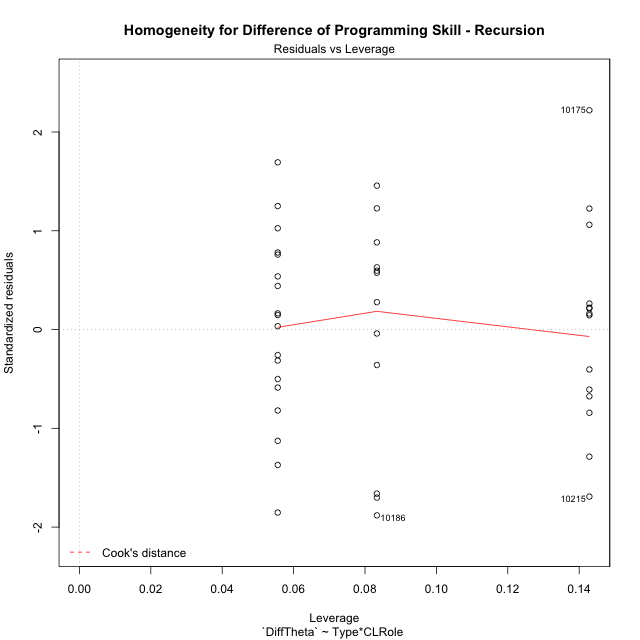 Homogeneity for Difference of Programming Skill - Recursion
Residuals vs Leverage
10175
2
1
Standardized residuals
0
-1
10215
10186
-2
Cook's distance
0.00 0.02 0.04 0.06 0.08 0.10 0.12 0.14
Leverage
`DiffTheta` ~ Type*CLRole